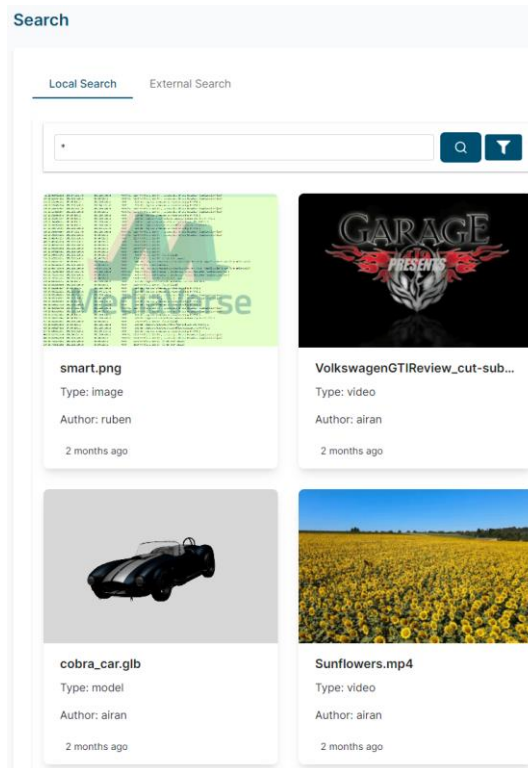 Search
Local Search External Search
*
MediaVerse
GARAGE
PRESENTS
smart.png
VolkswagenGTIReview_cut-sub...
Type: image
Type: video
Author: ruben
Author: airan
2 months ago
2 months ago
cobra_car.glb
Sunflowers.mp4
Type: model
Type: video
Author: airan
Author: airan
2 months ago
2 months ago